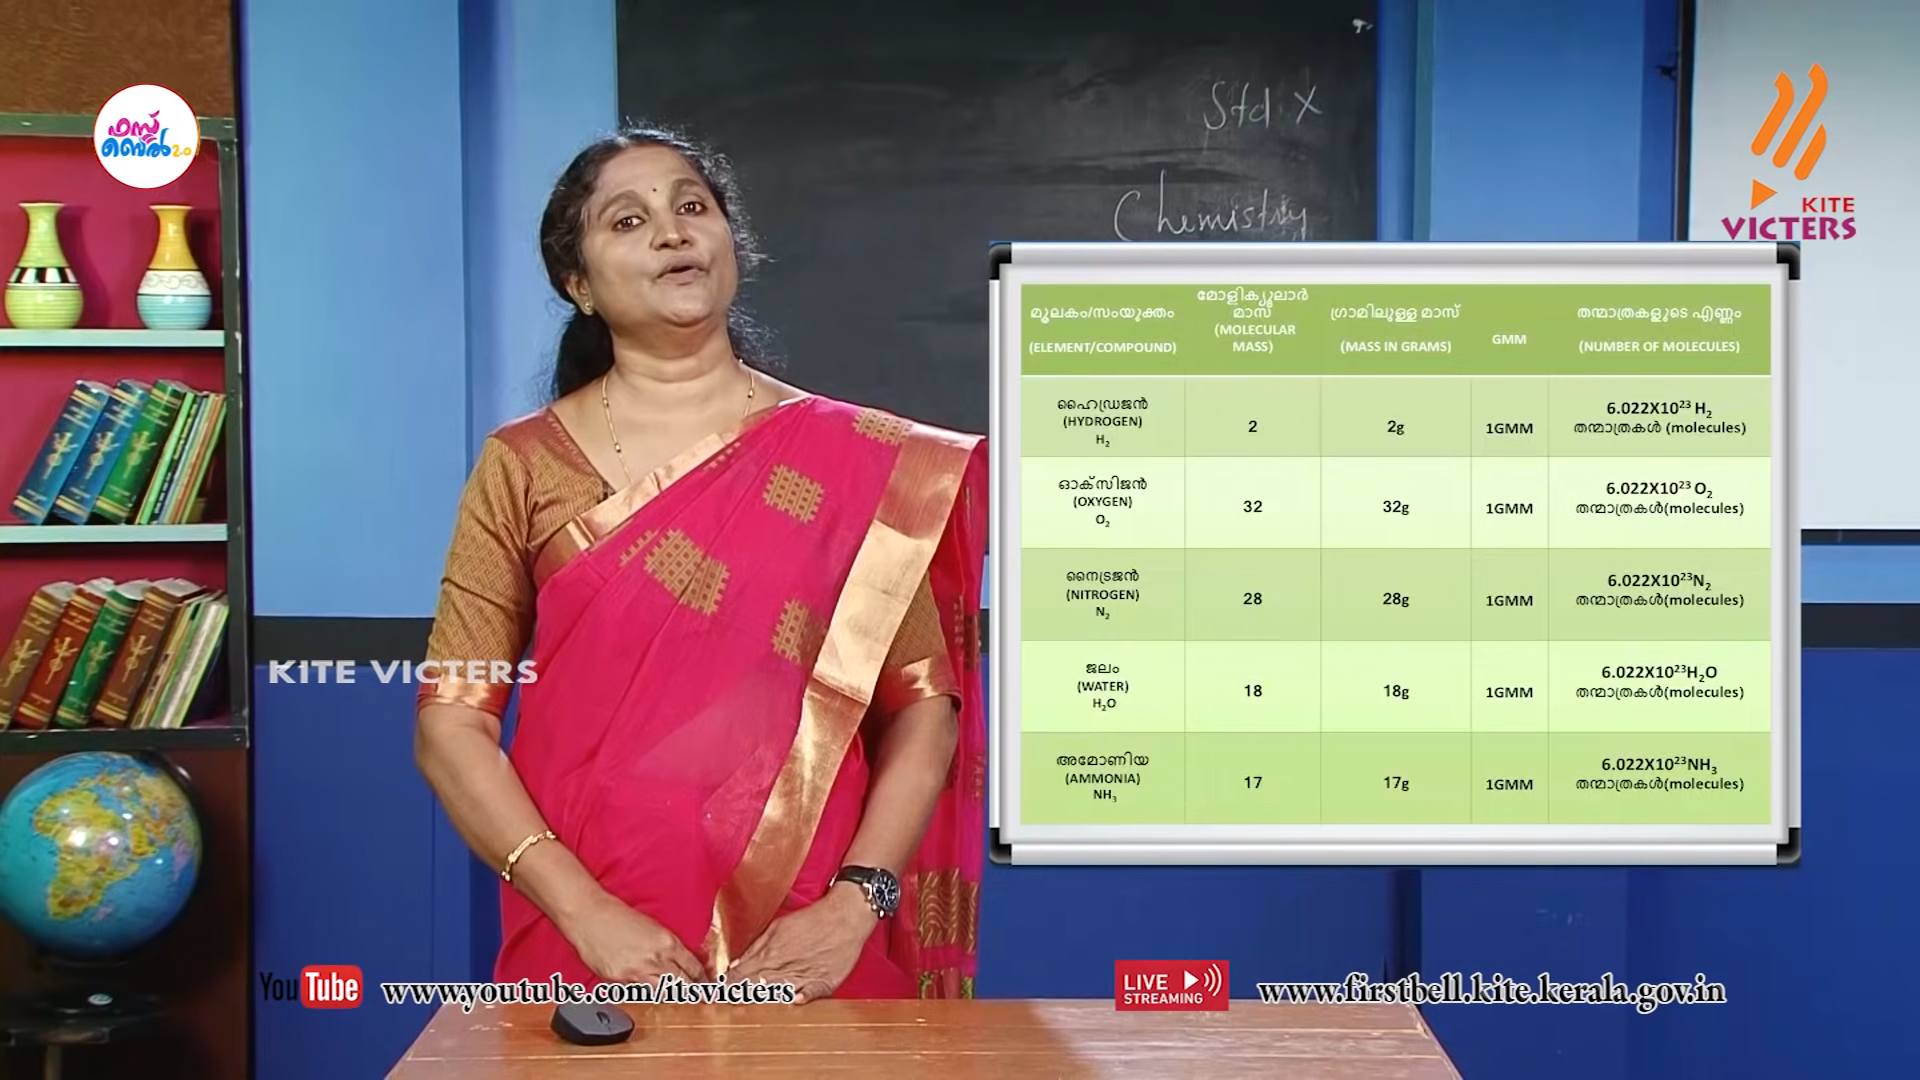 ഫസ്റ്റ്
ബെൽ 2.0
Std X
Chemistry
KITE
VICTERS
മൂലകം/സംയുക്തം
(ELEMENT/COMPOUND)
മോളിക്യൂലാർ
മാസ്
(MOLECULAR
MASS)
ഗ്രാമിലുള്ള മാസ്
(MASS IN GRAMS)
GMM
തന്മാത്രകളുടെ എണ്ണം
(NUMBER OF MOLECULES)
ഹൈഡ്രജൻ
(HYDROGEN)
H₂
2
2g
1GMM
6.022X10²³ H₂
തന്മാത്രകൾ (molecules)
ഓക്സിജൻ
(OXYGEN)
O₂
32
32g
1GMM
6.022X10²³ O₂
തന്മാത്രകൾ(molecules)
നൈട്രജൻ
(NITROGEN)
N₂
28
28g
1GMM
6.022X10²³N₂
തന്മാത്രകൾ(molecules)
ജലം
(WATER)
H₂O
18
18g
1GMM
6.022X10²³H₂O
തന്മാത്രകൾ(molecules)
അമോണിയ
(AMMONIA)
NH₃
17
17g
1GMM
6.022X10²³NH₃
തന്മാത്രകൾ(molecules)
KITE VICTERS
YouTube
www.youtube.com/itsvicters
LIVE
STREAMING
www.firstbell.kite.kerala.gov.in